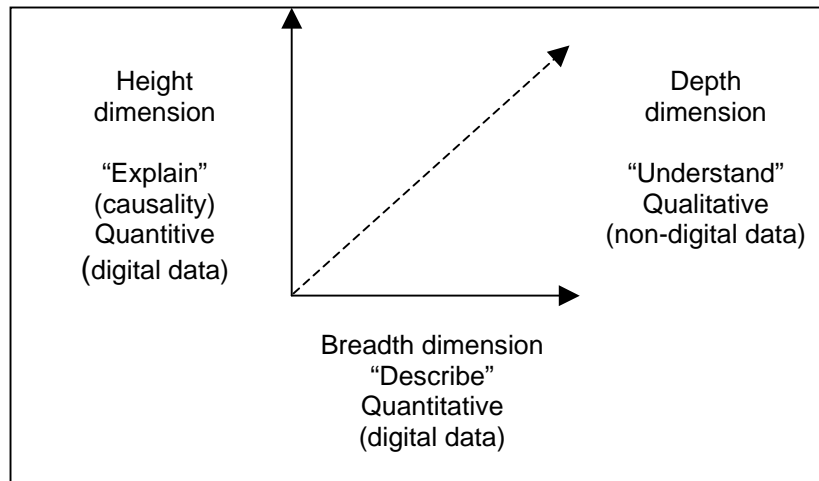 Height
dimension
“Explain”
(causality)
Quantitive
(digital data)
Depth
dimension
“Understand”
Qualitative
(non-digital data)
Breadth dimension
“Describe”
Quantitative
(digital data)